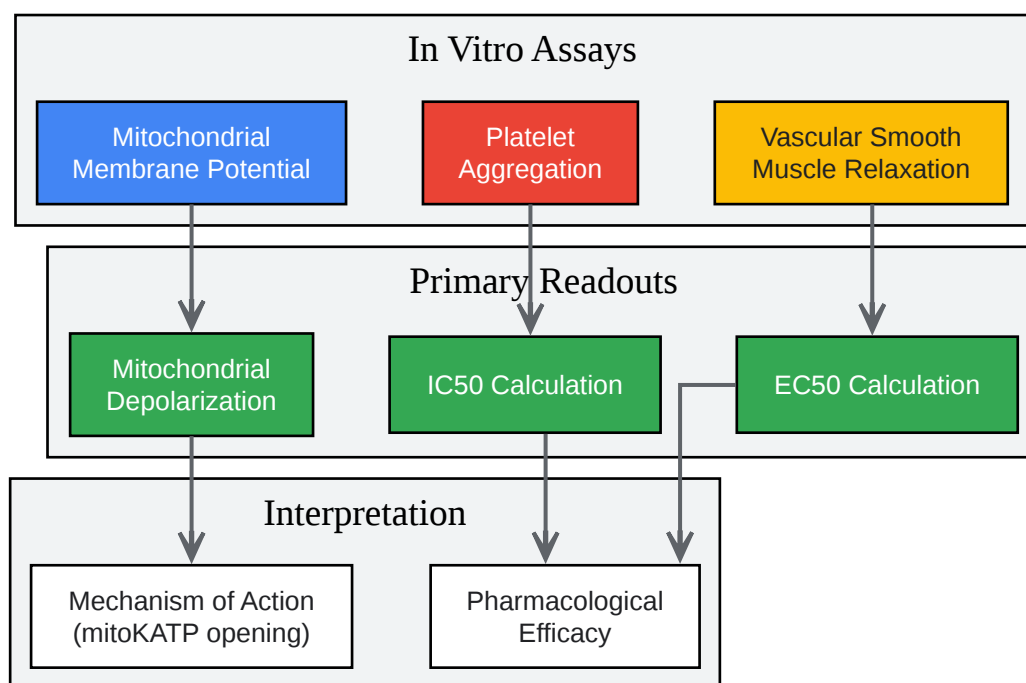 In Vitro Assays
Mitochondrial
Membrane Potential
Platelet
Aggregation
Vascular Smooth
Muscle Relaxation
Primary Readouts
Mitochondrial
Depolarization
IC50 Calculation
EC50 Calculation
Interpretation
Mechanism of Action
(mitoKATP opening)
Pharmacological
Efficacy